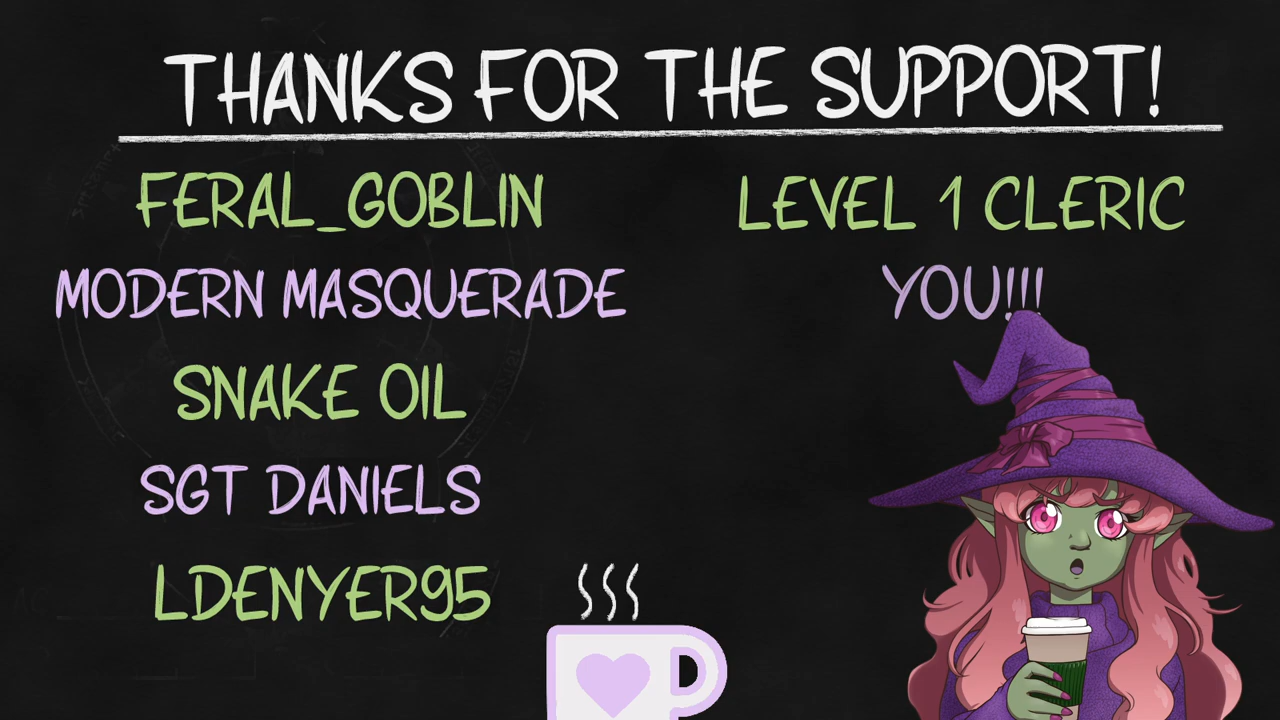 THANKS FOR THE SUPPORT!
FERAL_GOBLIN
MODERN MASQUERADE
SNAKE OIL
SGT DANIELS
LDENYER95
LEVEL 1 CLERIC
YOU!!!